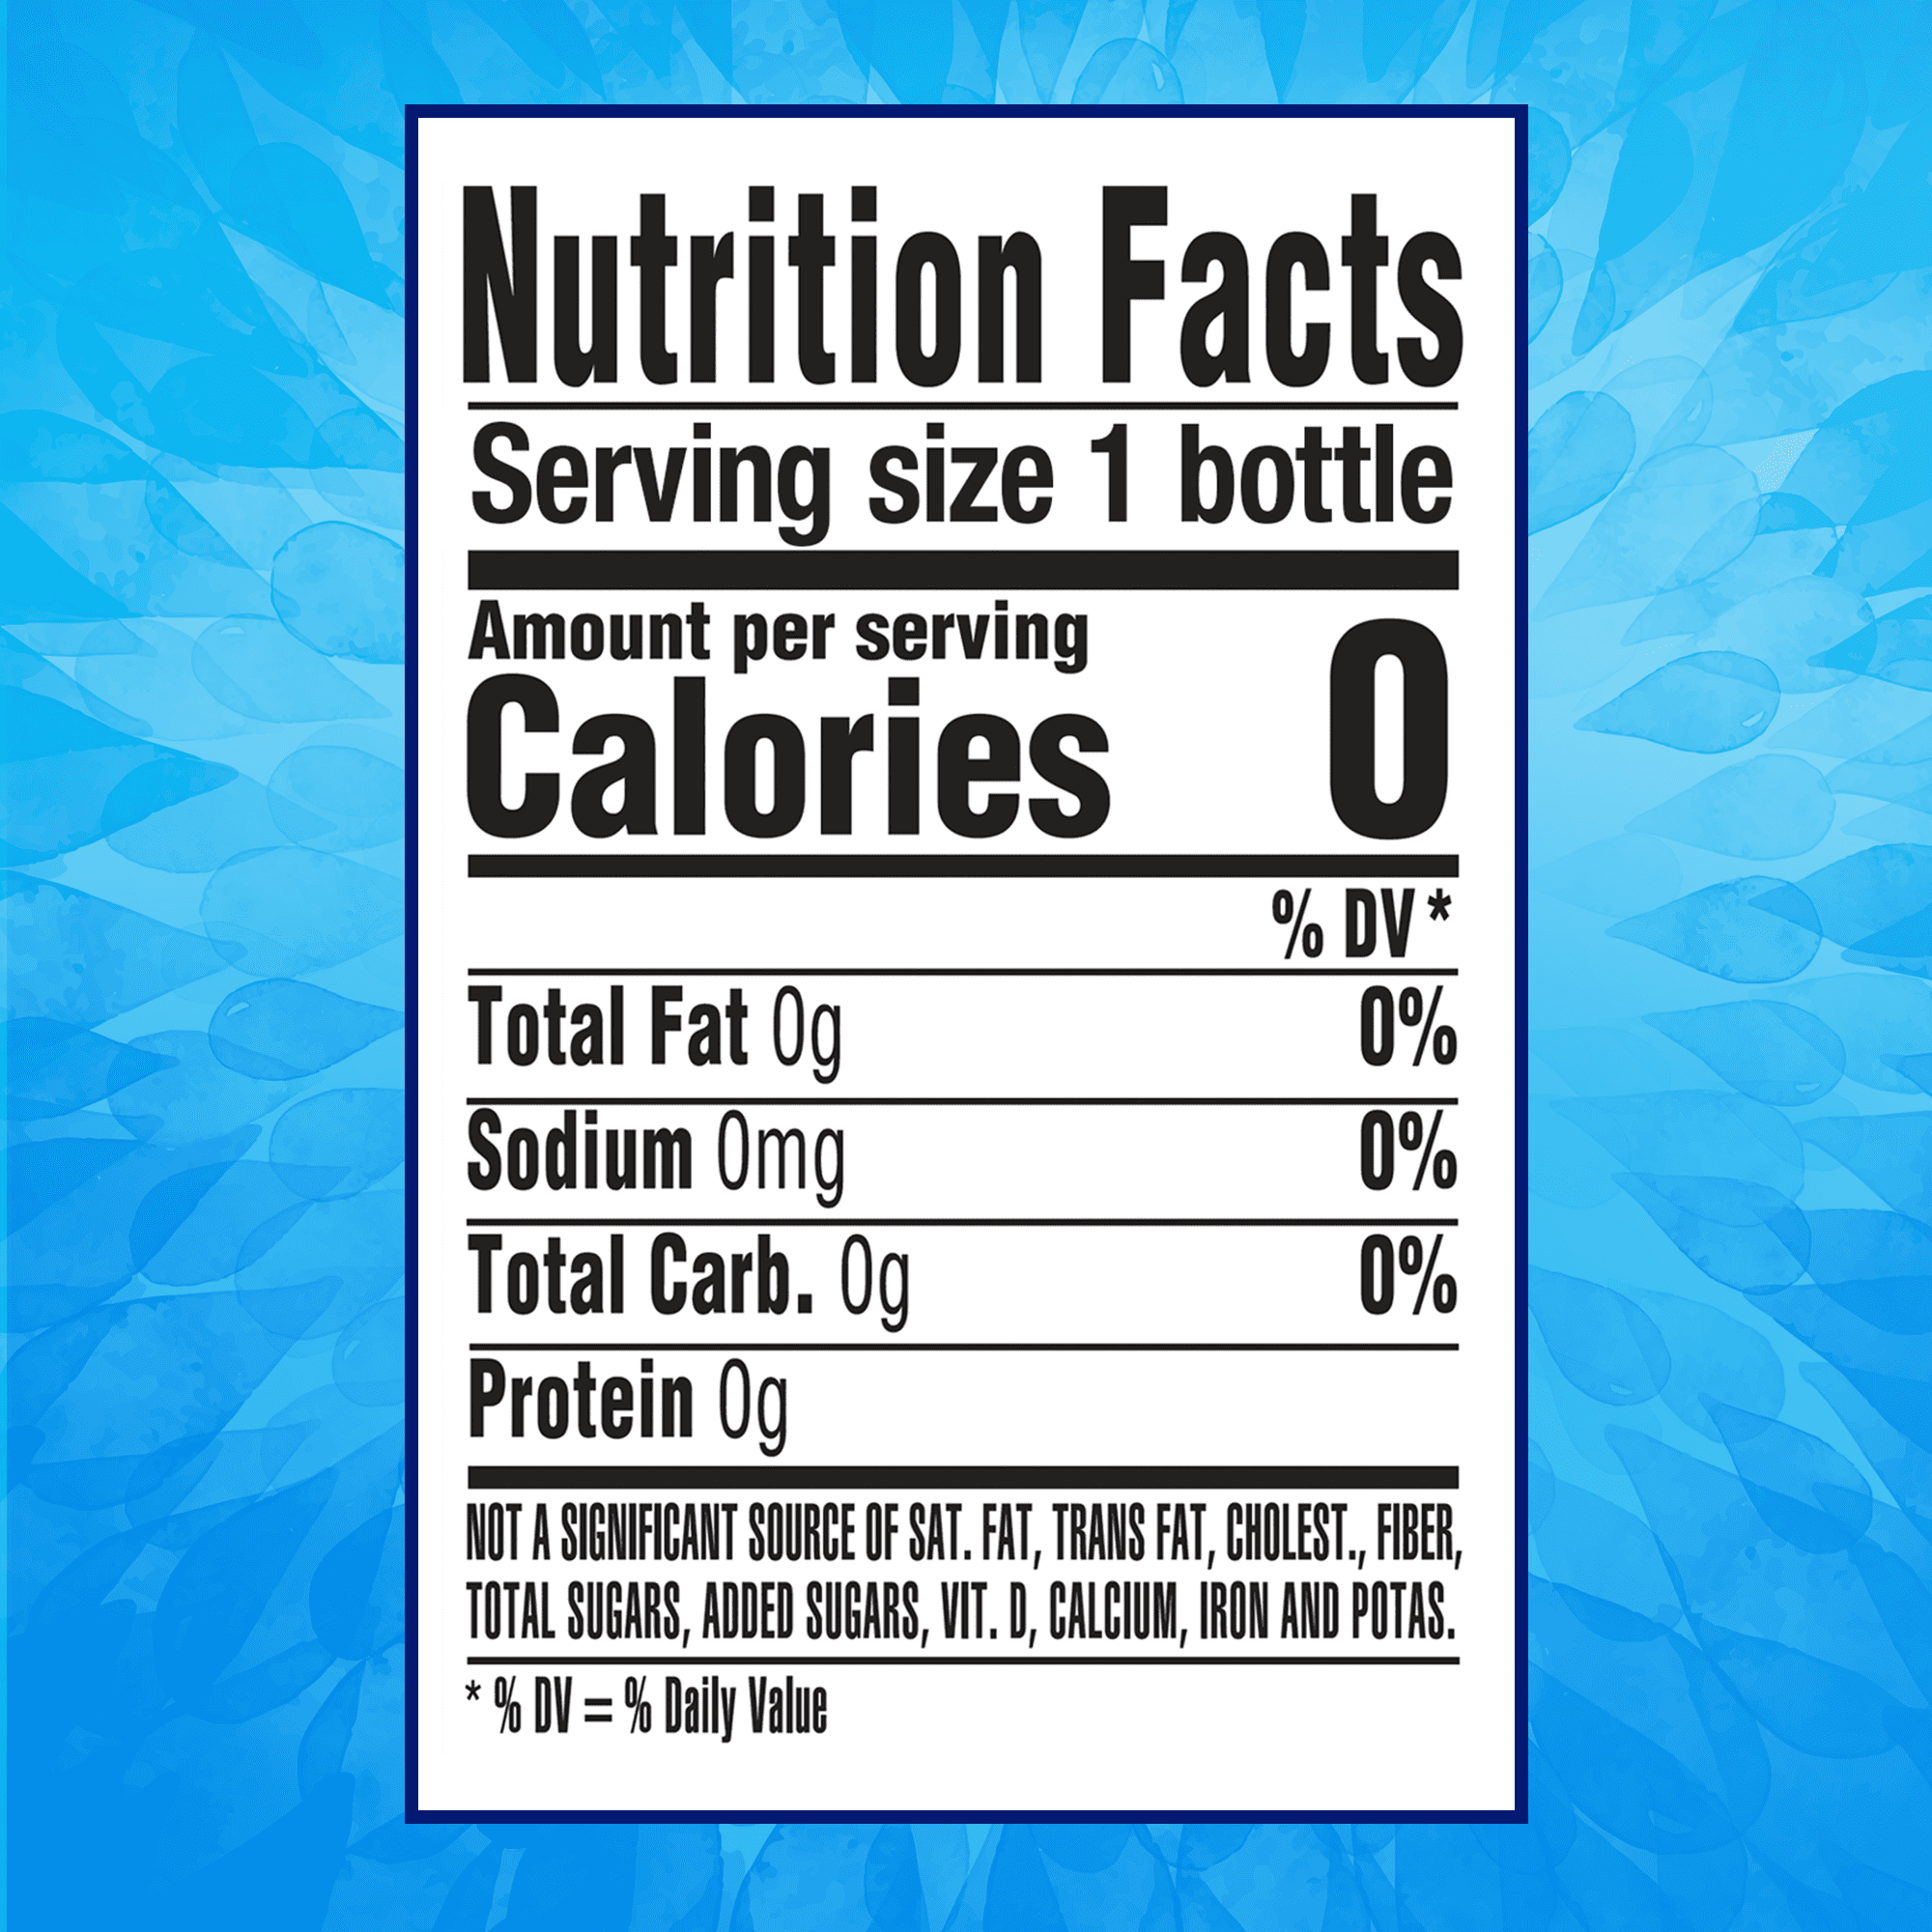 Nutrition Facts
Serving size 1 bottle
Amount per serving
Calories 0
% DV*
Total Fat 0g 0%
Sodium 0mg 0%
Total Carb. 0g 0%
Protein 0g
NOT A SIGNIFICANT SOURCE OF SAT. FAT, TRANS FAT, CHOLEST., FIBER,
TOTAL SUGARS, ADDED SUGARS, VIT. D, CALCIUM, IRON AND POTAS.
* % DV = % Daily Value